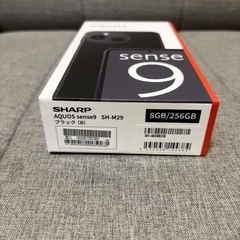 sense
9
SHARP
AQUOS sense9 SH-M29
ブラック (B)
8GB/256GB